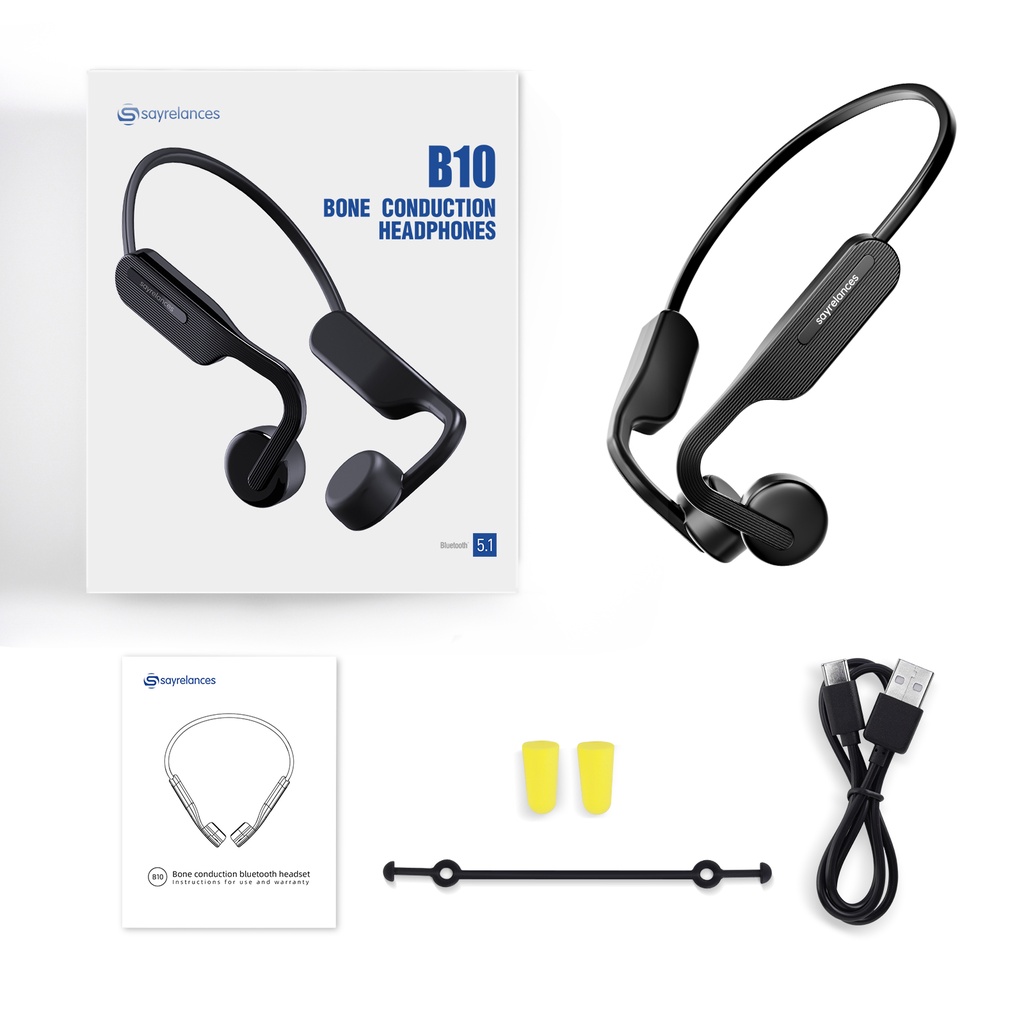 sayrelances
B10
BONE CONDUCTION
HEADPHONES
sayrelances
Bluetooth 5.1
sayrelances
sayrelances
B10 Bone conduction bluetooth headset
Instructions for use and warranty